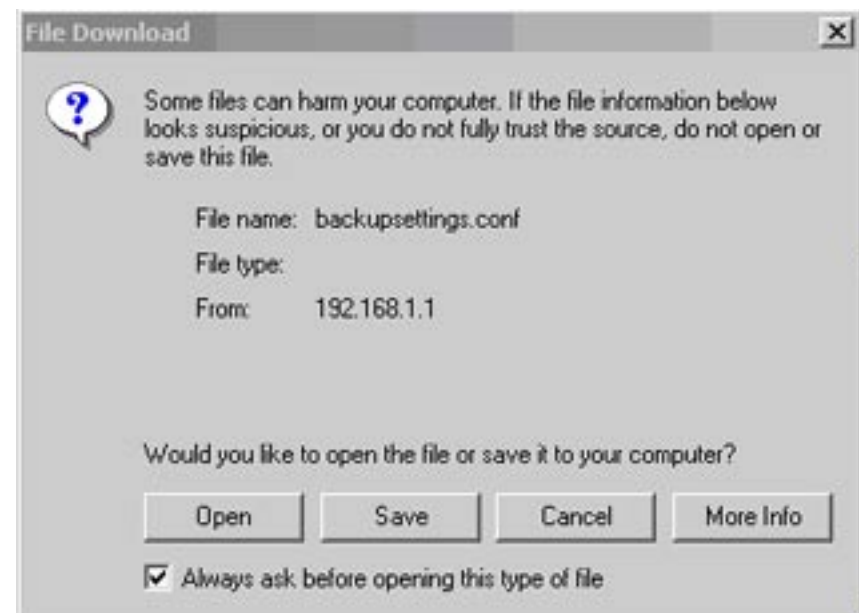 File Download
Some files can harm your computer. If the file information below
looks suspicious, or you do not fully trust the source, do not open or
save this file.
File name: backupsettings.conf
File type:
From: 192.168.1.1
Would you like to open the file or save it to your computer?
Open Save Cancel More Info
Always ask before opening this type of file